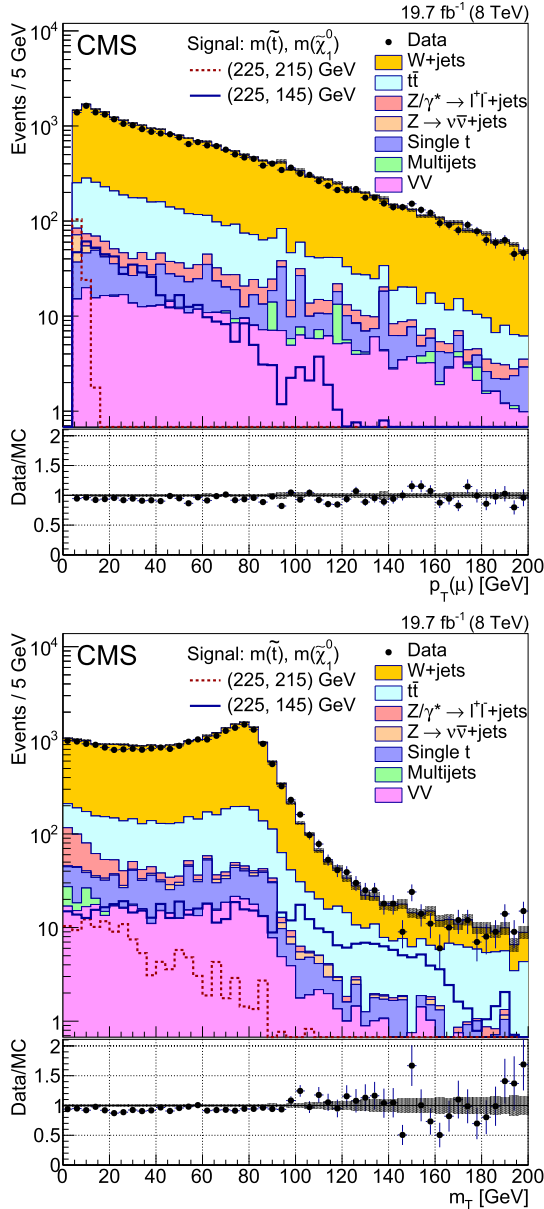 19.7 fb⁻¹ (8 TeV)
CMS
Signal: m(t̃), m(χ̃⁰₁)
(225, 215) GeV
(225, 145) GeV
Data
W+jets
tt̄
Z/γ* → l⁺l⁻+jets
Z → νν̄+jets
Single t
Multijets
VV
Events / 5 GeV
10³
10²
10
1
Data/MC
2
1.5
1
0.5
0
0 20 40 60 80 100 120 140 160 180 200
p_T(μ) [GeV]
19.7 fb⁻¹ (8 TeV)
CMS
Signal: m(t̃), m(χ̃⁰₁)
(225, 215) GeV
(225, 145) GeV
Data
W+jets
tt̄
Z/γ* → l⁺l⁻+jets
Z → νν̄+jets
Single t
Multijets
VV
Events / 5 GeV
10³
10²
10
1
Data/MC
2
1.5
1
0.5
0
0 20 40 60 80 100 120 140 160 180 200
m_T [GeV]